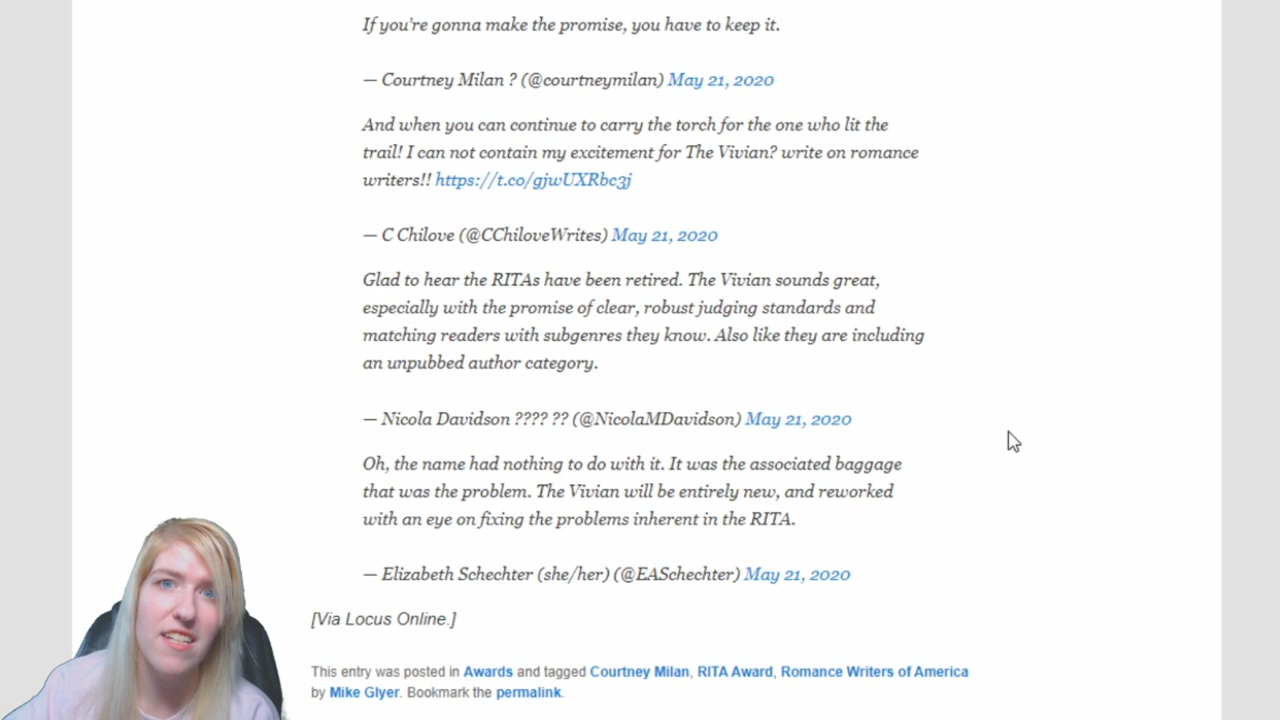 If you're gonna make the promise, you have to keep it.
— Courtney Milan ? (@courtneymilan) May 21, 2020
And when you can continue to carry the torch for the one who lit the
trail! I can not contain my excitement for The Vivian? write on romance
writers!! https://t.co/gjwUXRbc3j
— C Chilove (@CChiloveWrites) May 21, 2020
Glad to hear the RITAs have been retired. The Vivian sounds great,
especially with the promise of clear, robust judging standards and
matching readers with subgenres they know. Also like they are including
an unpubbed author category.
— Nicola Davidson ???? ?? (@NicolaMDavidson) May 21, 2020
Oh, the name had nothing to do with it. It was the associated baggage
that was the problem. The Vivian will be entirely new, and reworked
with an eye on fixing the problems inherent in the RITA.
— Elizabeth Schechter (she/her) (@EASchechter) May 21, 2020
[Via Locus Online.]
This entry was posted in Awards and tagged Courtney Milan, RITA Award, Romance Writers of America
by Mike Glyer. Bookmark the permalink.